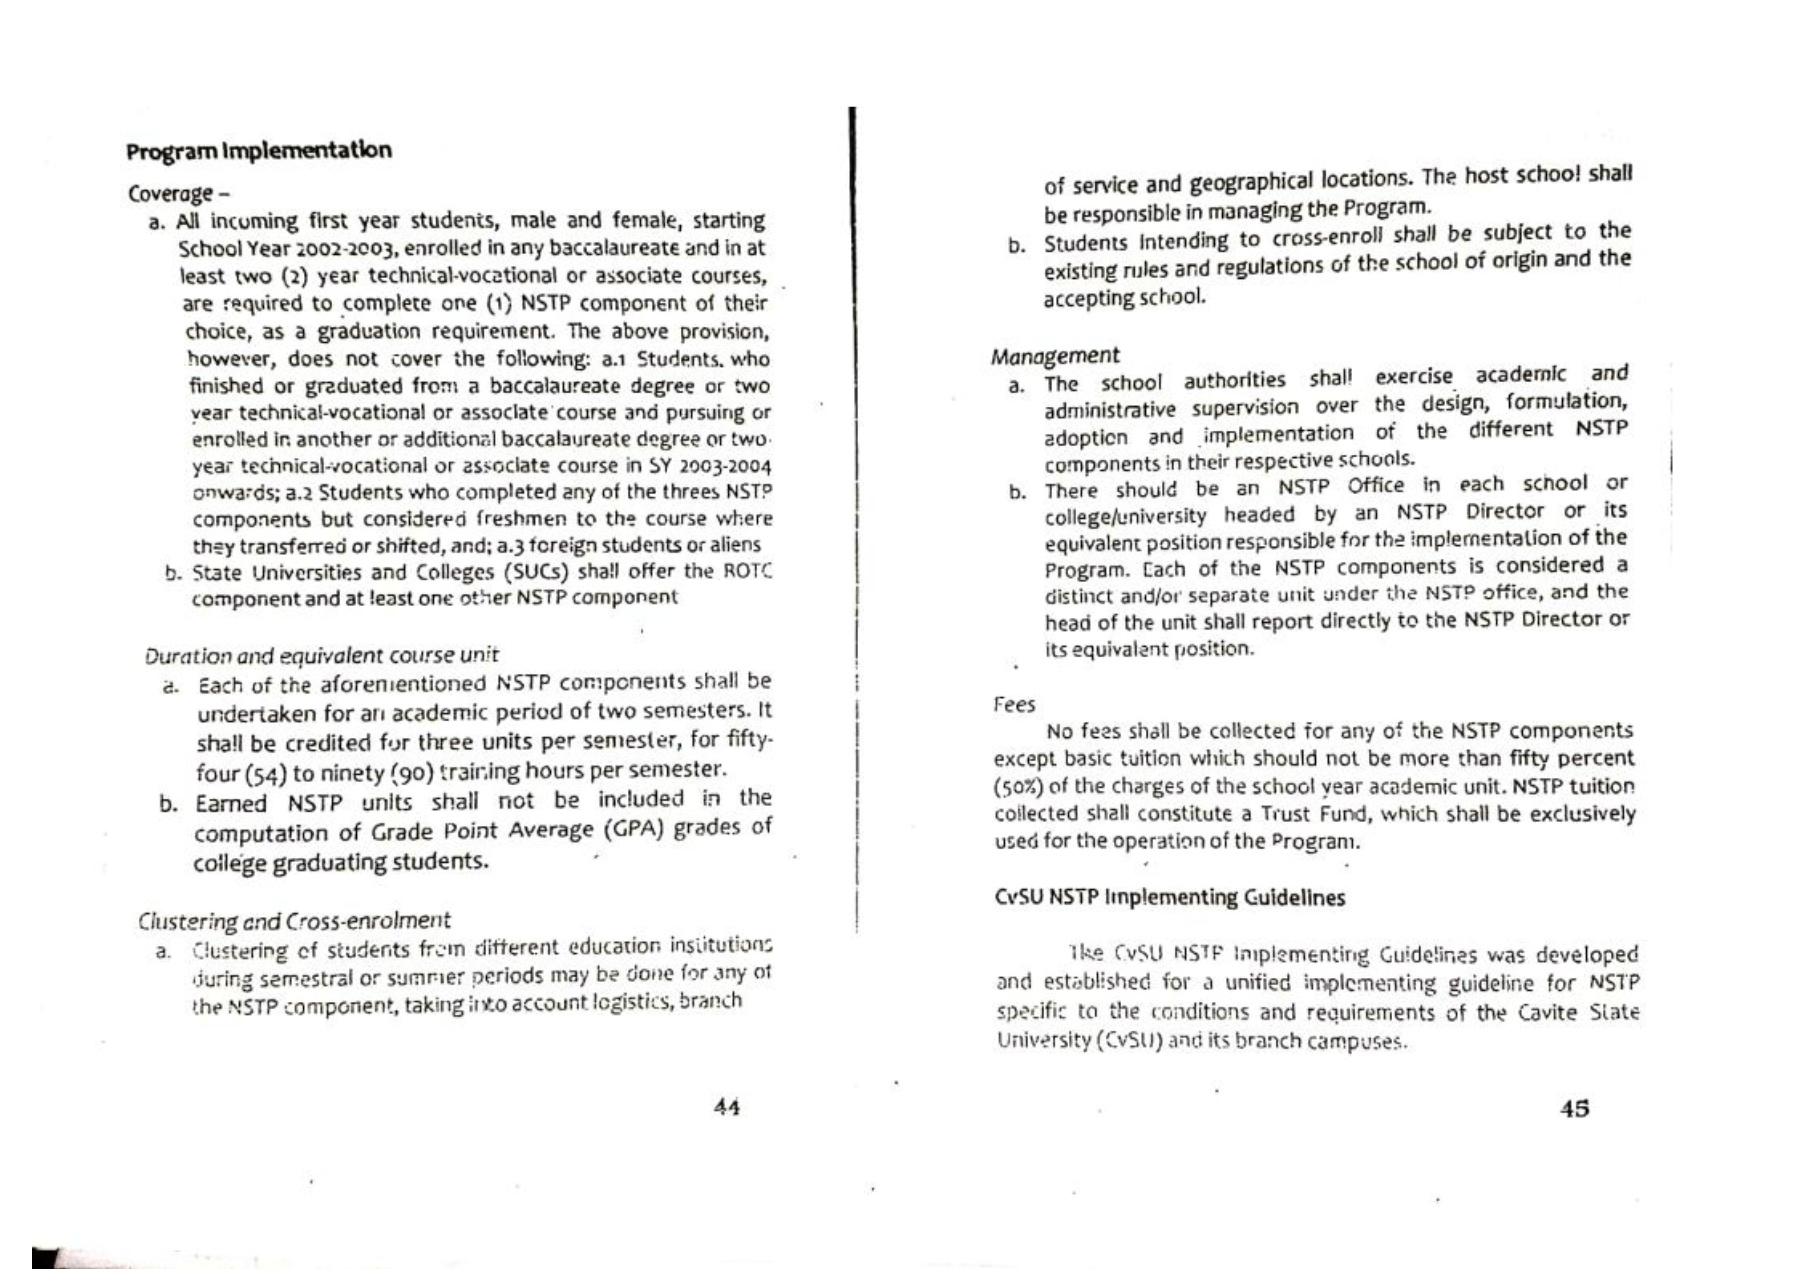 Program Implementation
Coverage –
a. All incoming first year students, male and female, starting
School Year 2002-2003, enrolled in any baccalaureate and in at
least two (2) year technical-vocational or associate courses,
are required to complete one (1) NSTP component of their
choice, as a graduation requirement. The above provision,
however, does not cover the following: a.1 Students. who
finished or graduated from a baccalaureate degree or two
year technical-vocational or associate course and pursuing or
enrolled in another or additional baccalaureate degree or two
year technical-vocational or associate course in SY 2003-2004
onwards; a.2 Students who completed any of the threes NSTP
components but considered freshmen to the course where
they transferred or shifted, and; a.3 foreign students or aliens
b. State Universities and Colleges (SUCs) shall offer the ROTC
component and at least one other NSTP component
Duration and equivalent course unit
a. Each of the aforementioned NSTP components shall be
undertaken for an academic period of two semesters. It
shall be credited for three units per semester, for fifty-
four (54) to ninety (90) training hours per semester.
b. Earned NSTP units shall not be included in the
computation of Grade Point Average (GPA) grades of
college graduating students.
Clustering and Cross-enrolment
a. Clustering of students from different education institutions
during semestral or summer periods may be done for any of
the NSTP component, taking into account logistics, branch
44
of service and geographical locations. The host school shall
be responsible in managing the Program.
b. Students Intending to cross-enroll shall be subject to the
existing rules and regulations of the school of origin and the
accepting school.
Management
a. The school authorities shall exercise academic and
administrative supervision over the design, formulation,
adoption and implementation of the different NSTP
components in their respective schools.
b. There should be an NSTP Office in each school or
college/university headed by an NSTP Director or its
equivalent position responsible for the implementation of the
Program. Each of the NSTP components is considered a
distinct and/or separate unit under the NSTP office, and the
head of the unit shall report directly to the NSTP Director or
its equivalent position.
Fees
No fees shall be collected for any of the NSTP components
except basic tuition which should not be more than fifty percent
(50%) of the charges of the school year academic unit. NSTP tuition
collected shall constitute a Trust Fund, which shall be exclusively
used for the operation of the Program.
CvSU NSTP Implementing Guidelines
The CvSU NSTP Implementing Guidelines was developed
and established for a unified implementing guideline for NSTP
specific to the conditions and requirements of the Cavite State
University (CvSU) and its branch campuses.
45